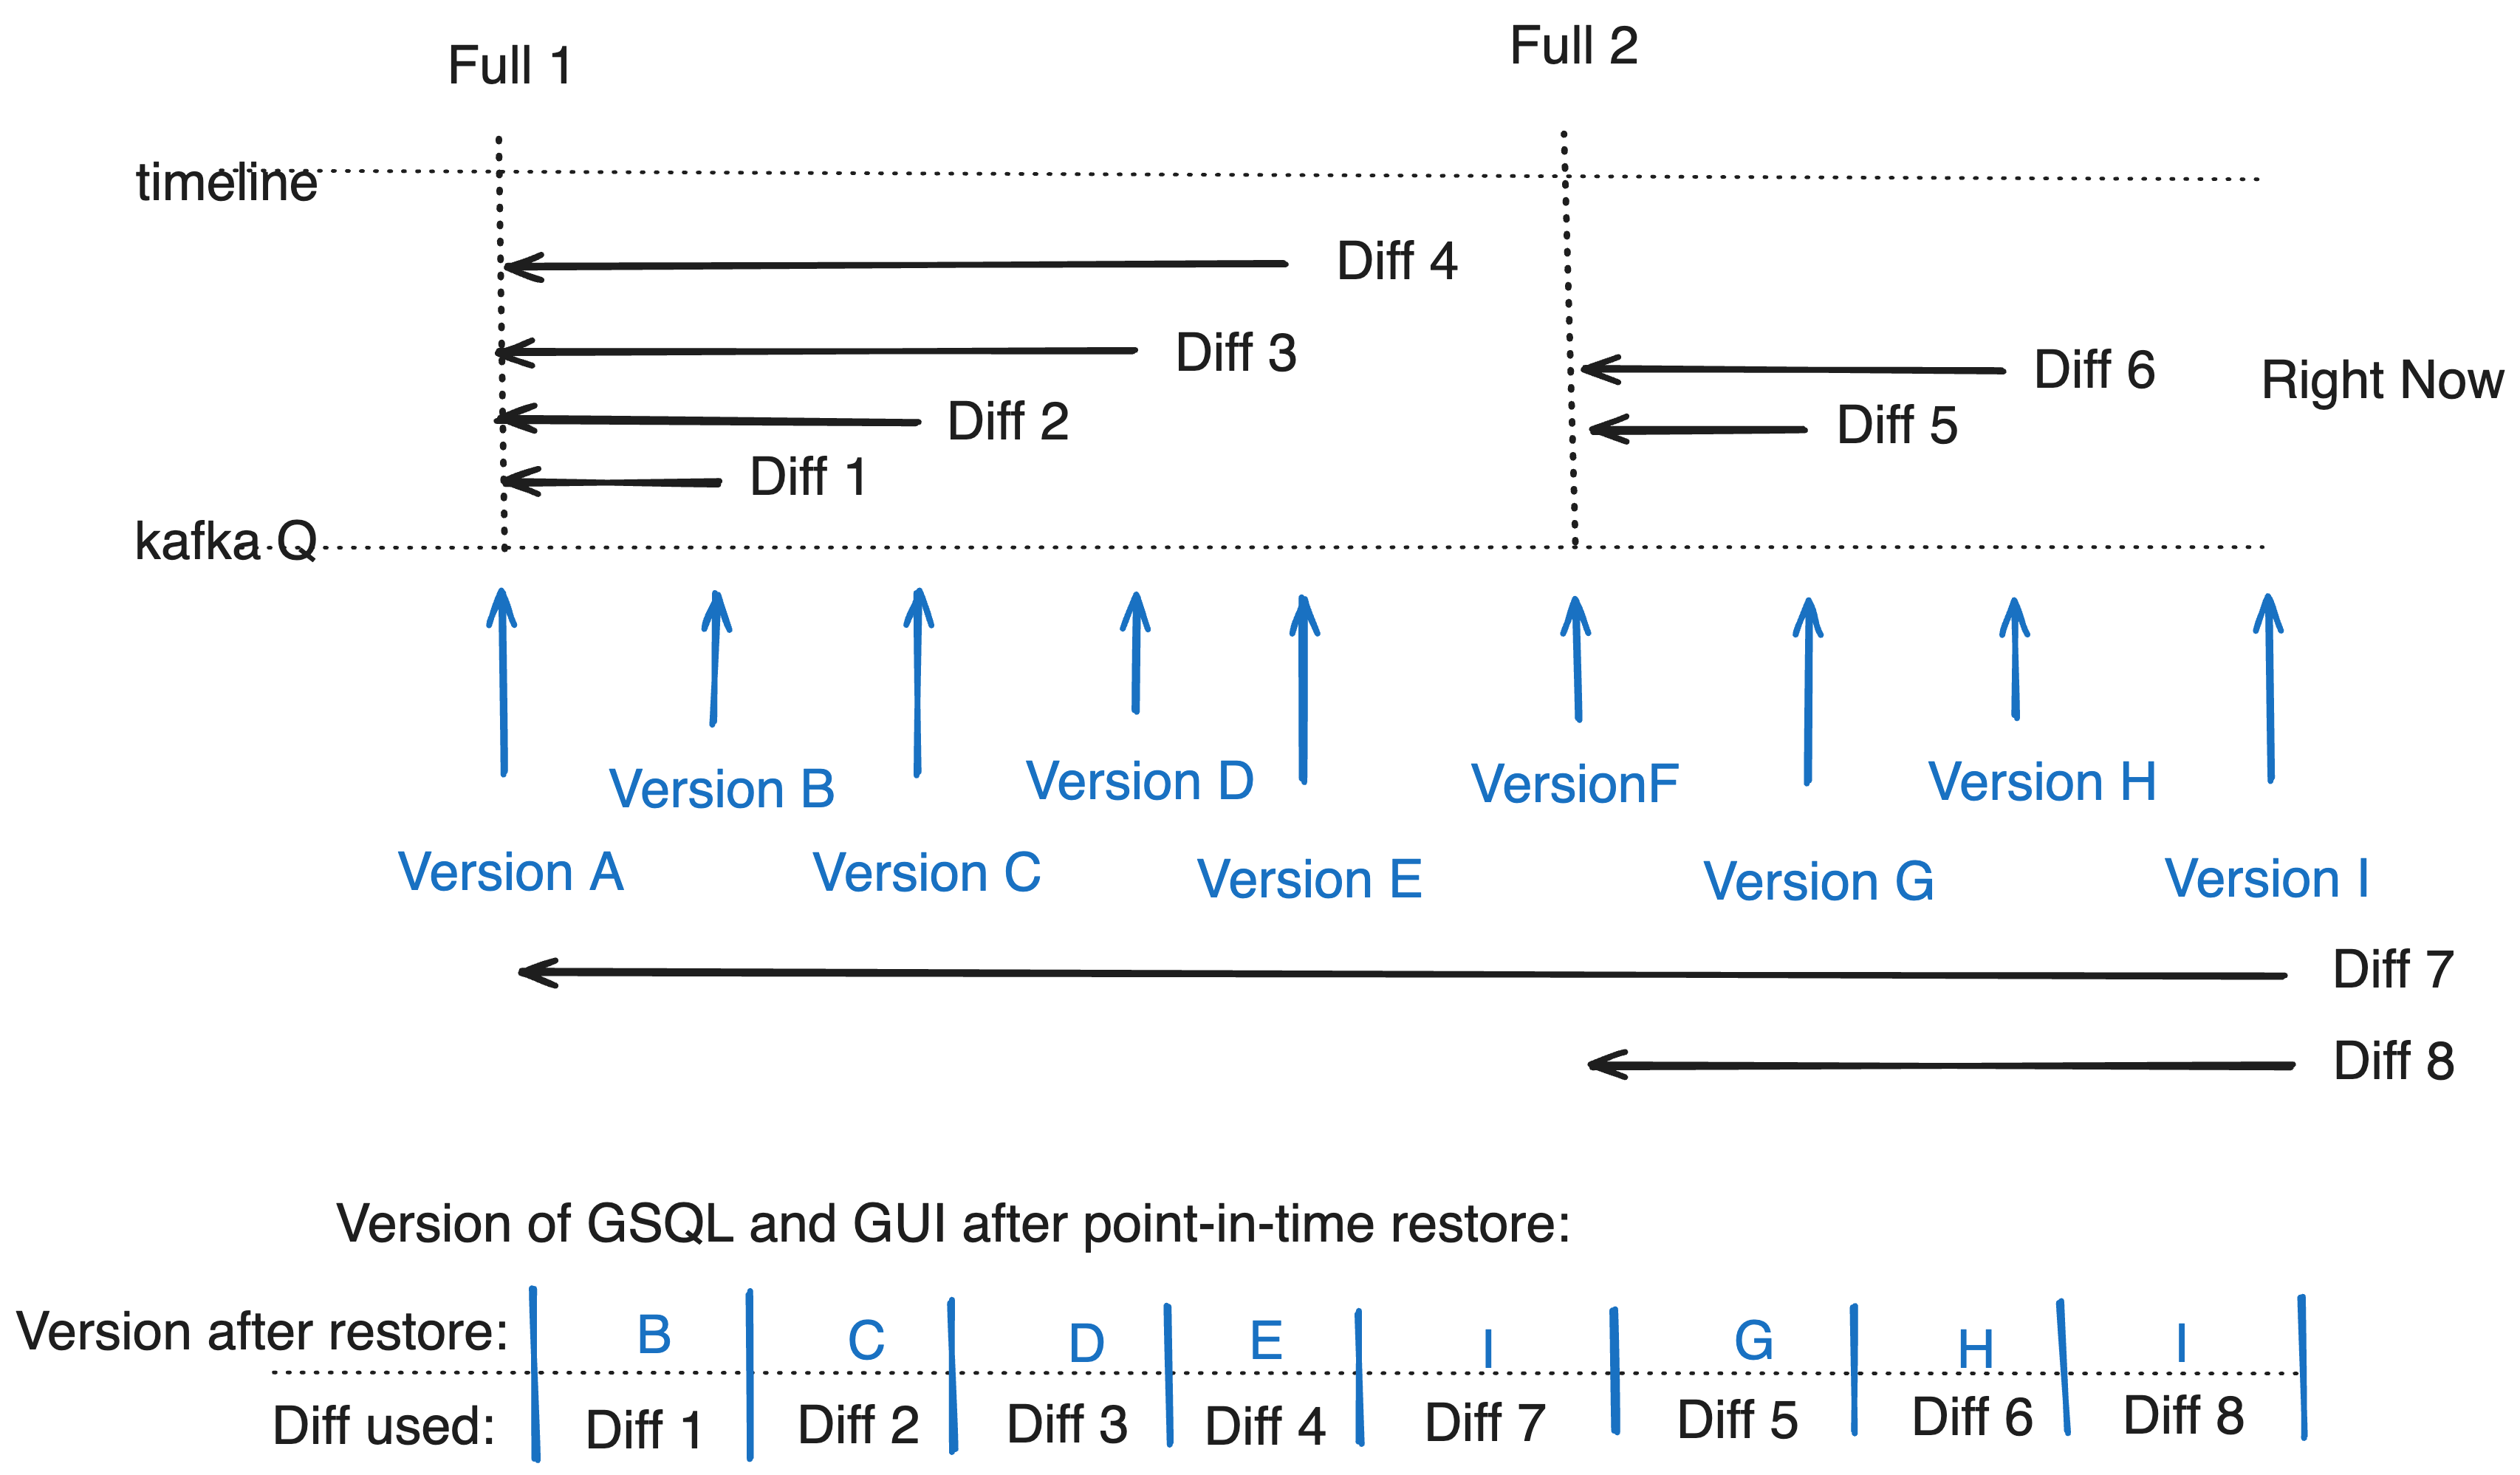 Full 1
Full 2
timeline
Diff 4
Diff 3
Diff 6
Right Now
Diff 2
Diff 5
Diff 1
kafka Q
Version B
Version D
VersionF
Version H
Version A
Version C
Version E
Version G
Version I
Diff 7
Diff 8
Version of GSQL and GUI after point-in-time restore:
Version after restore: B C D E I G H I
Diff used: Diff 1 Diff 2 Diff 3 Diff 4 Diff 7 Diff 5 Diff 6 Diff 8